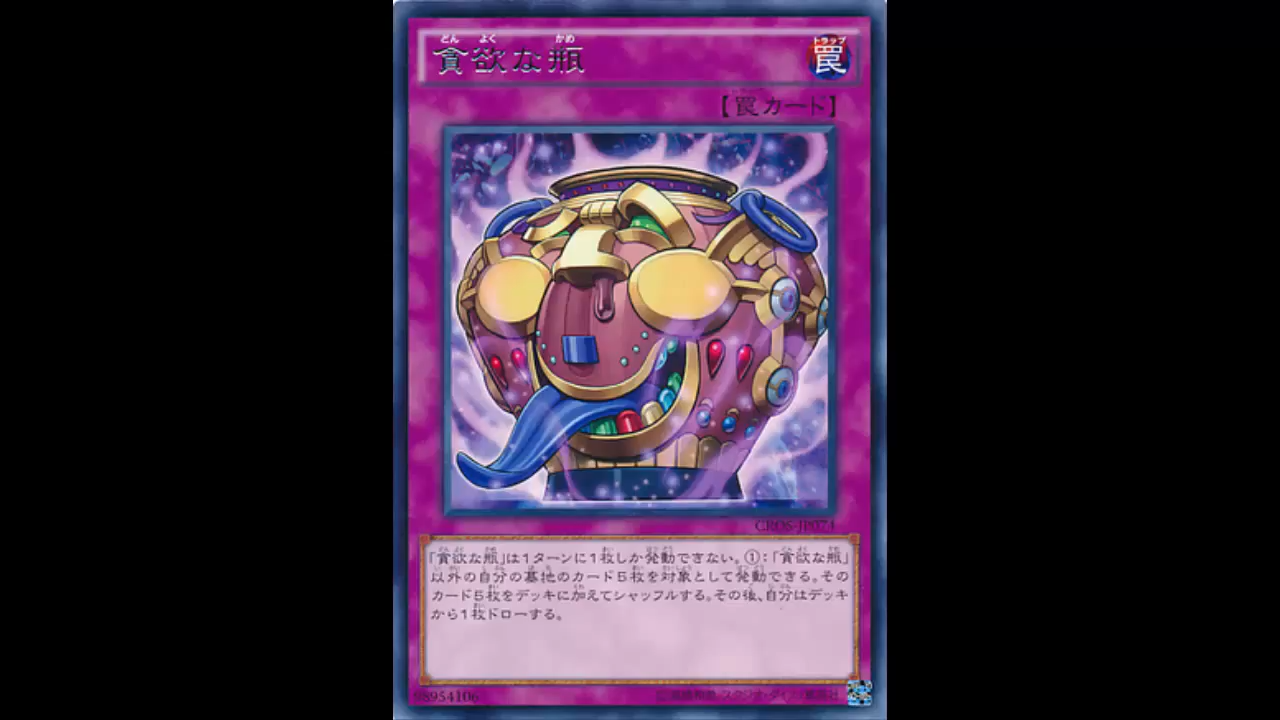 貪欲な瓶
罠
【罠カード】
CROS-JP074
「貪欲な瓶」は1ターンに1枚しか発動できない。①：「貪欲な瓶」
以外の自分の墓地のカード5枚を対象として発動できる。その
カード5枚をデッキに加えてシャッフルする。その後、自分はデッキ
から1枚ドローする。
98954106